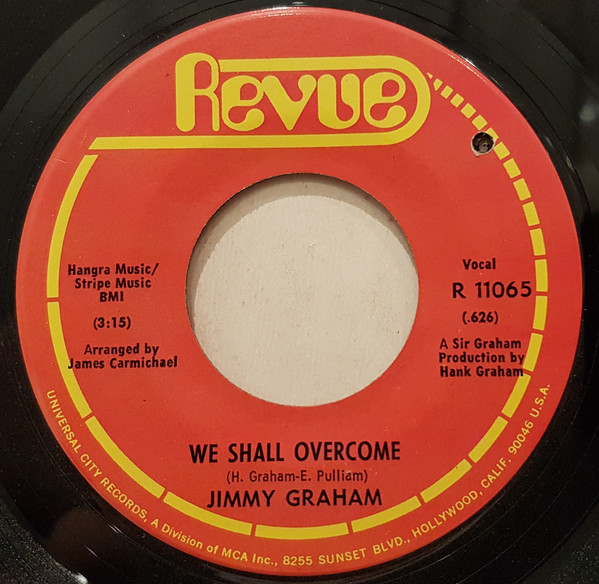 Revue
Hangra Music/
Stripe Music
BMI
(3:15)
Arranged by
James Carmichael
Vocal
R 11065
(.626)
A Sir Graham
Production by
Hank Graham
WE SHALL OVERCOME
(H. Graham-E. Pulliam)
JIMMY GRAHAM
UNIVERSAL CITY RECORDS, A Division of MCA Inc., 8255 SUNSET BLVD., HOLLYWOOD, CALIF. 90046 U.S.A.